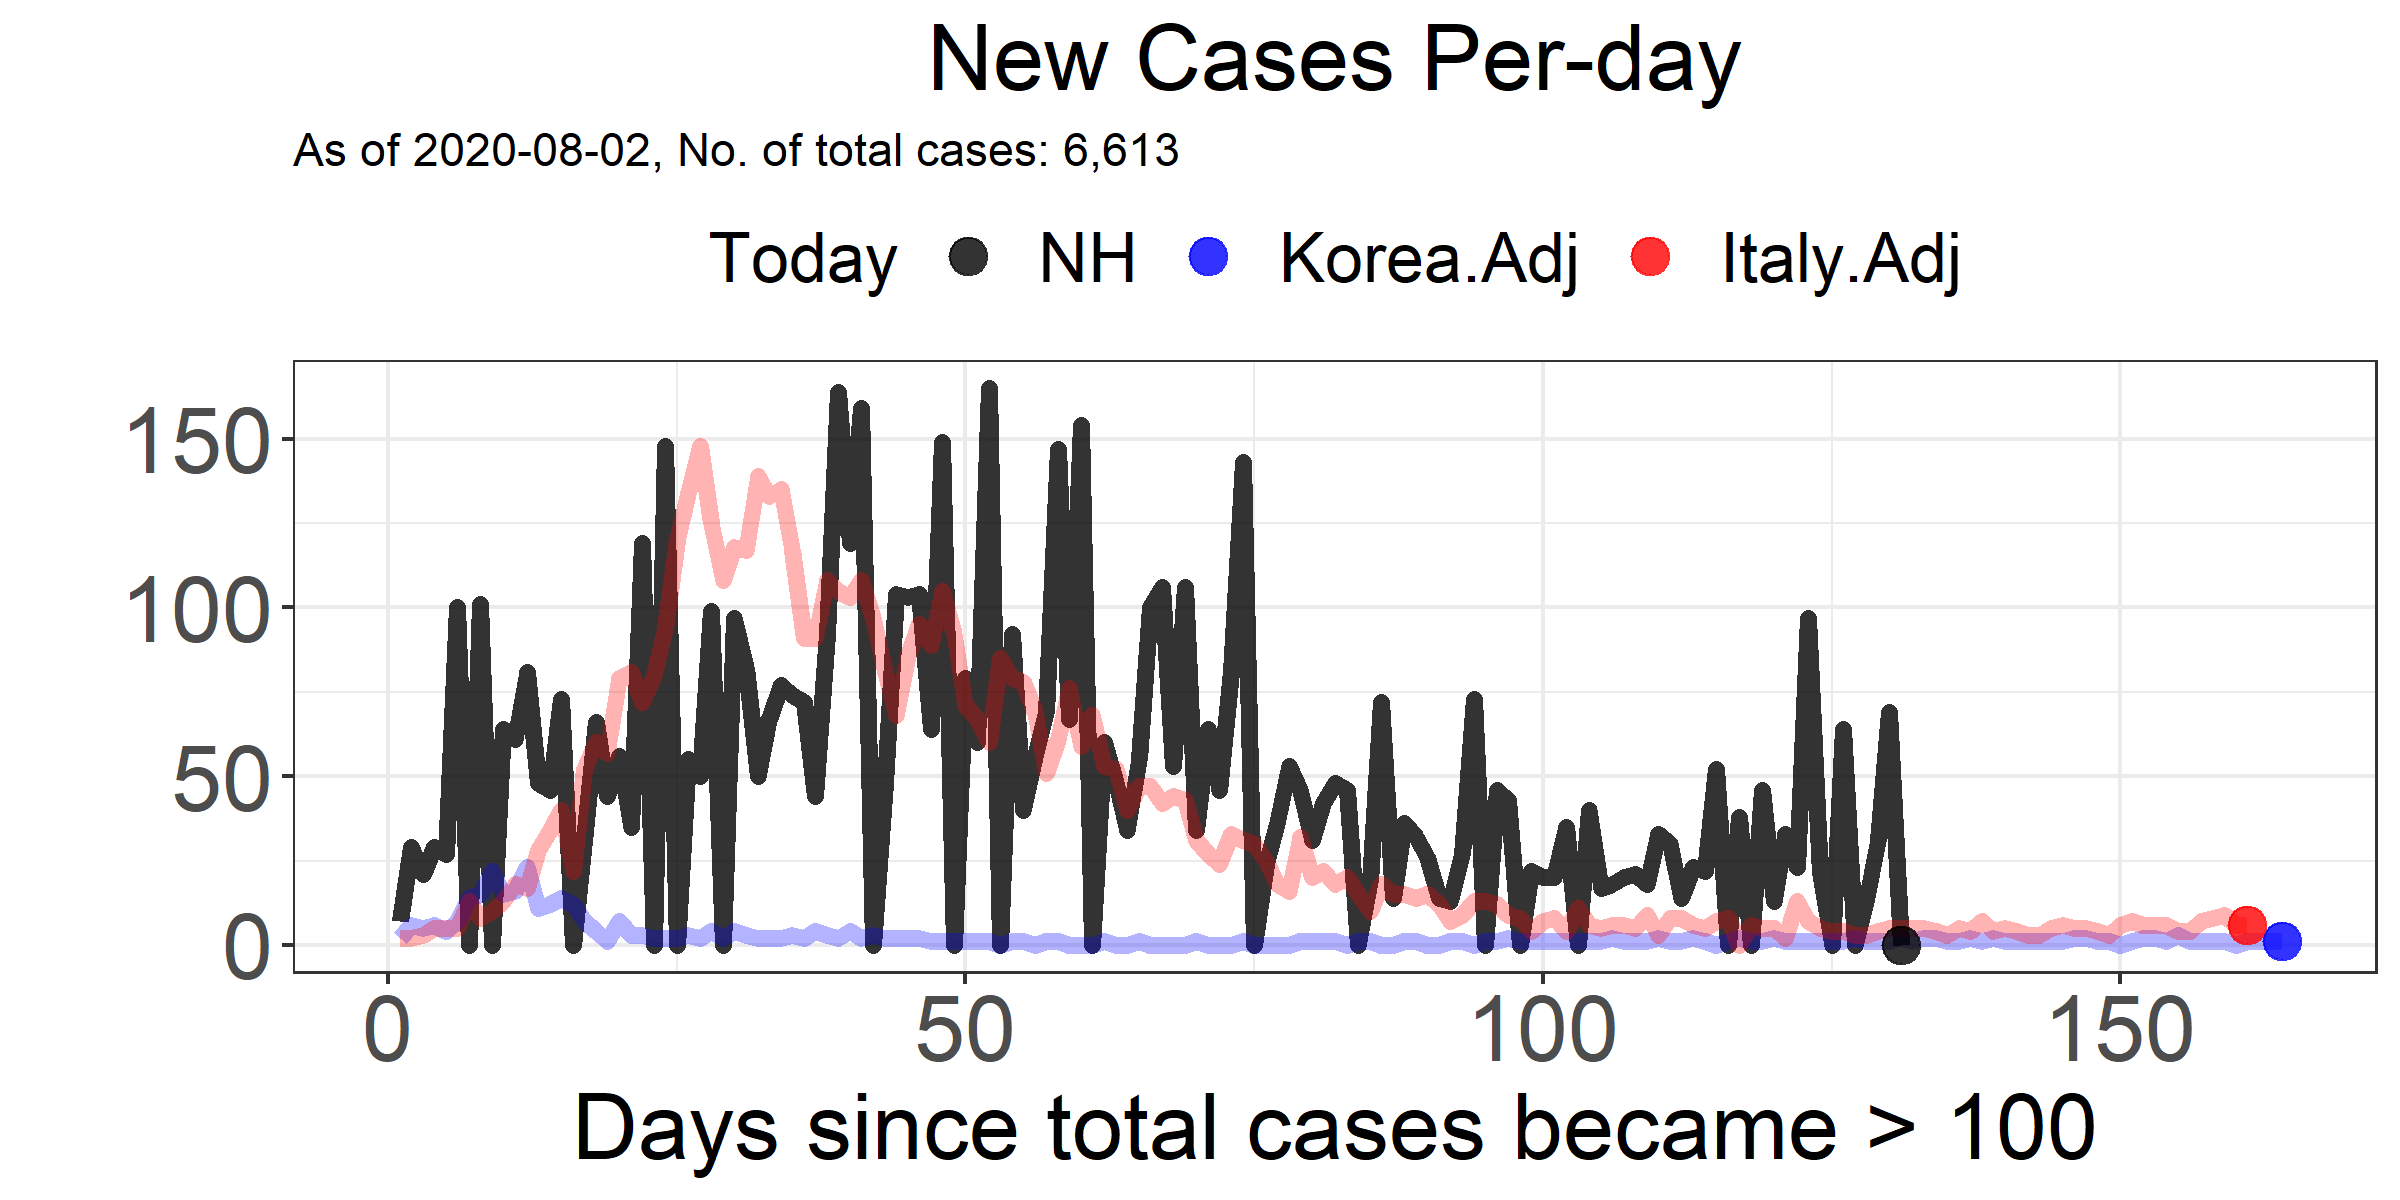 New Cases Per-day
As of 2020-08-02, No. of total cases: 6,613
Today NH Korea.Adj Italy.Adj
150
100
50
0
0 50 100 150
Days since total cases became > 100